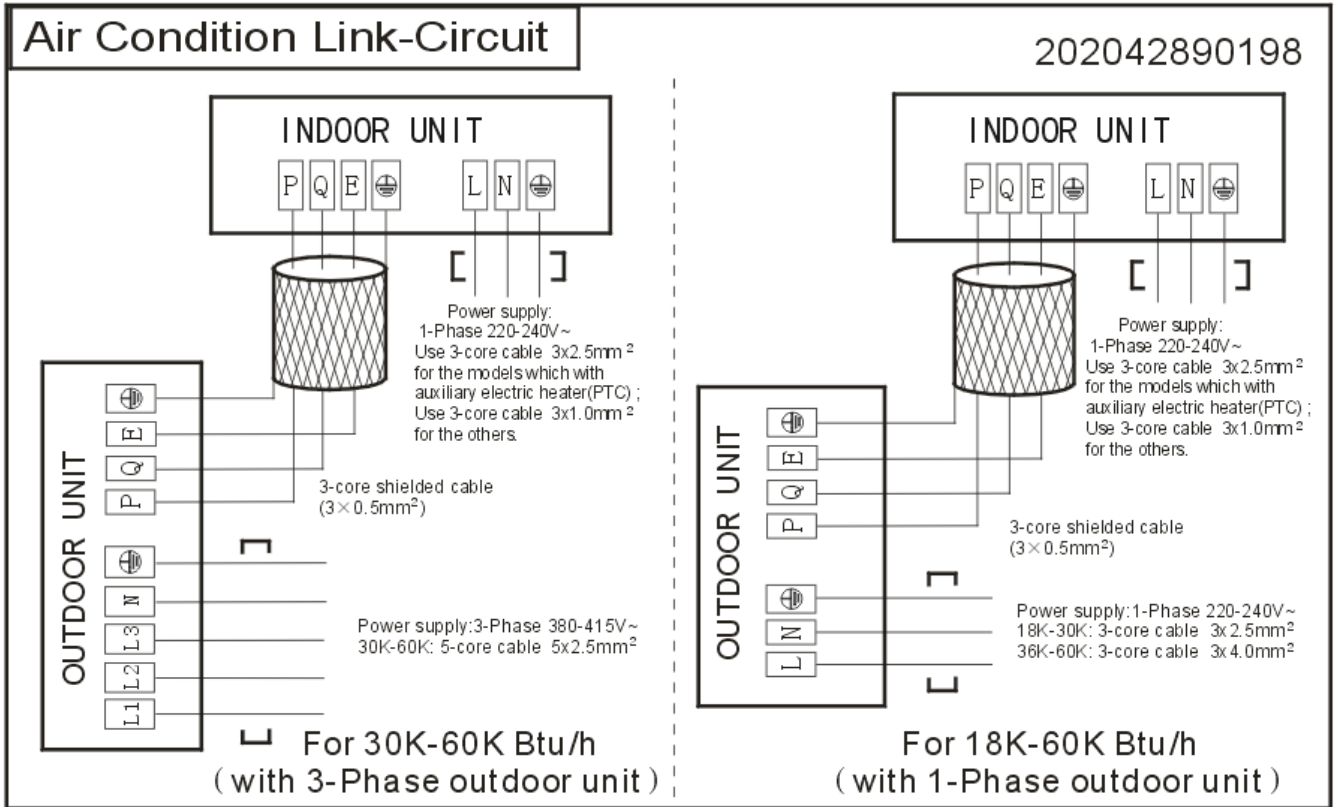 Air Condition Link-Circuit
202042890198
INDOOR UNIT
P Q E L N
Power supply:
1-Phase 220-240V~
Use 3-core cable 3x2.5mm²
for the models which with
auxiliary electric heater(PTC) ;
Use 3-core cable 3x1.0mm²
for the others.
OUTDOOR UNIT
E
Q
P
N
L3
L2
L1
3-core shielded cable
(3×0.5mm²)
Power supply:3-Phase 380-415V~
30K-60K: 5-core cable 5x2.5mm²
For 30K-60K Btu/h
(with 3-Phase outdoor unit)
INDOOR UNIT
P Q E L N
Power supply:
1-Phase 220-240V~
Use 3-core cable 3x2.5mm²
for the models which with
auxiliary electric heater(PTC) ;
Use 3-core cable 3x1.0mm²
for the others.
OUTDOOR UNIT
E
Q
P
N
L
3-core shielded cable
(3×0.5mm²)
Power supply:1-Phase 220-240V~
18K-30K: 3-core cable 3x2.5mm²
36K-60K: 3-core cable 3x4.0mm²
For 18K-60K Btu/h
(with 1-Phase outdoor unit)